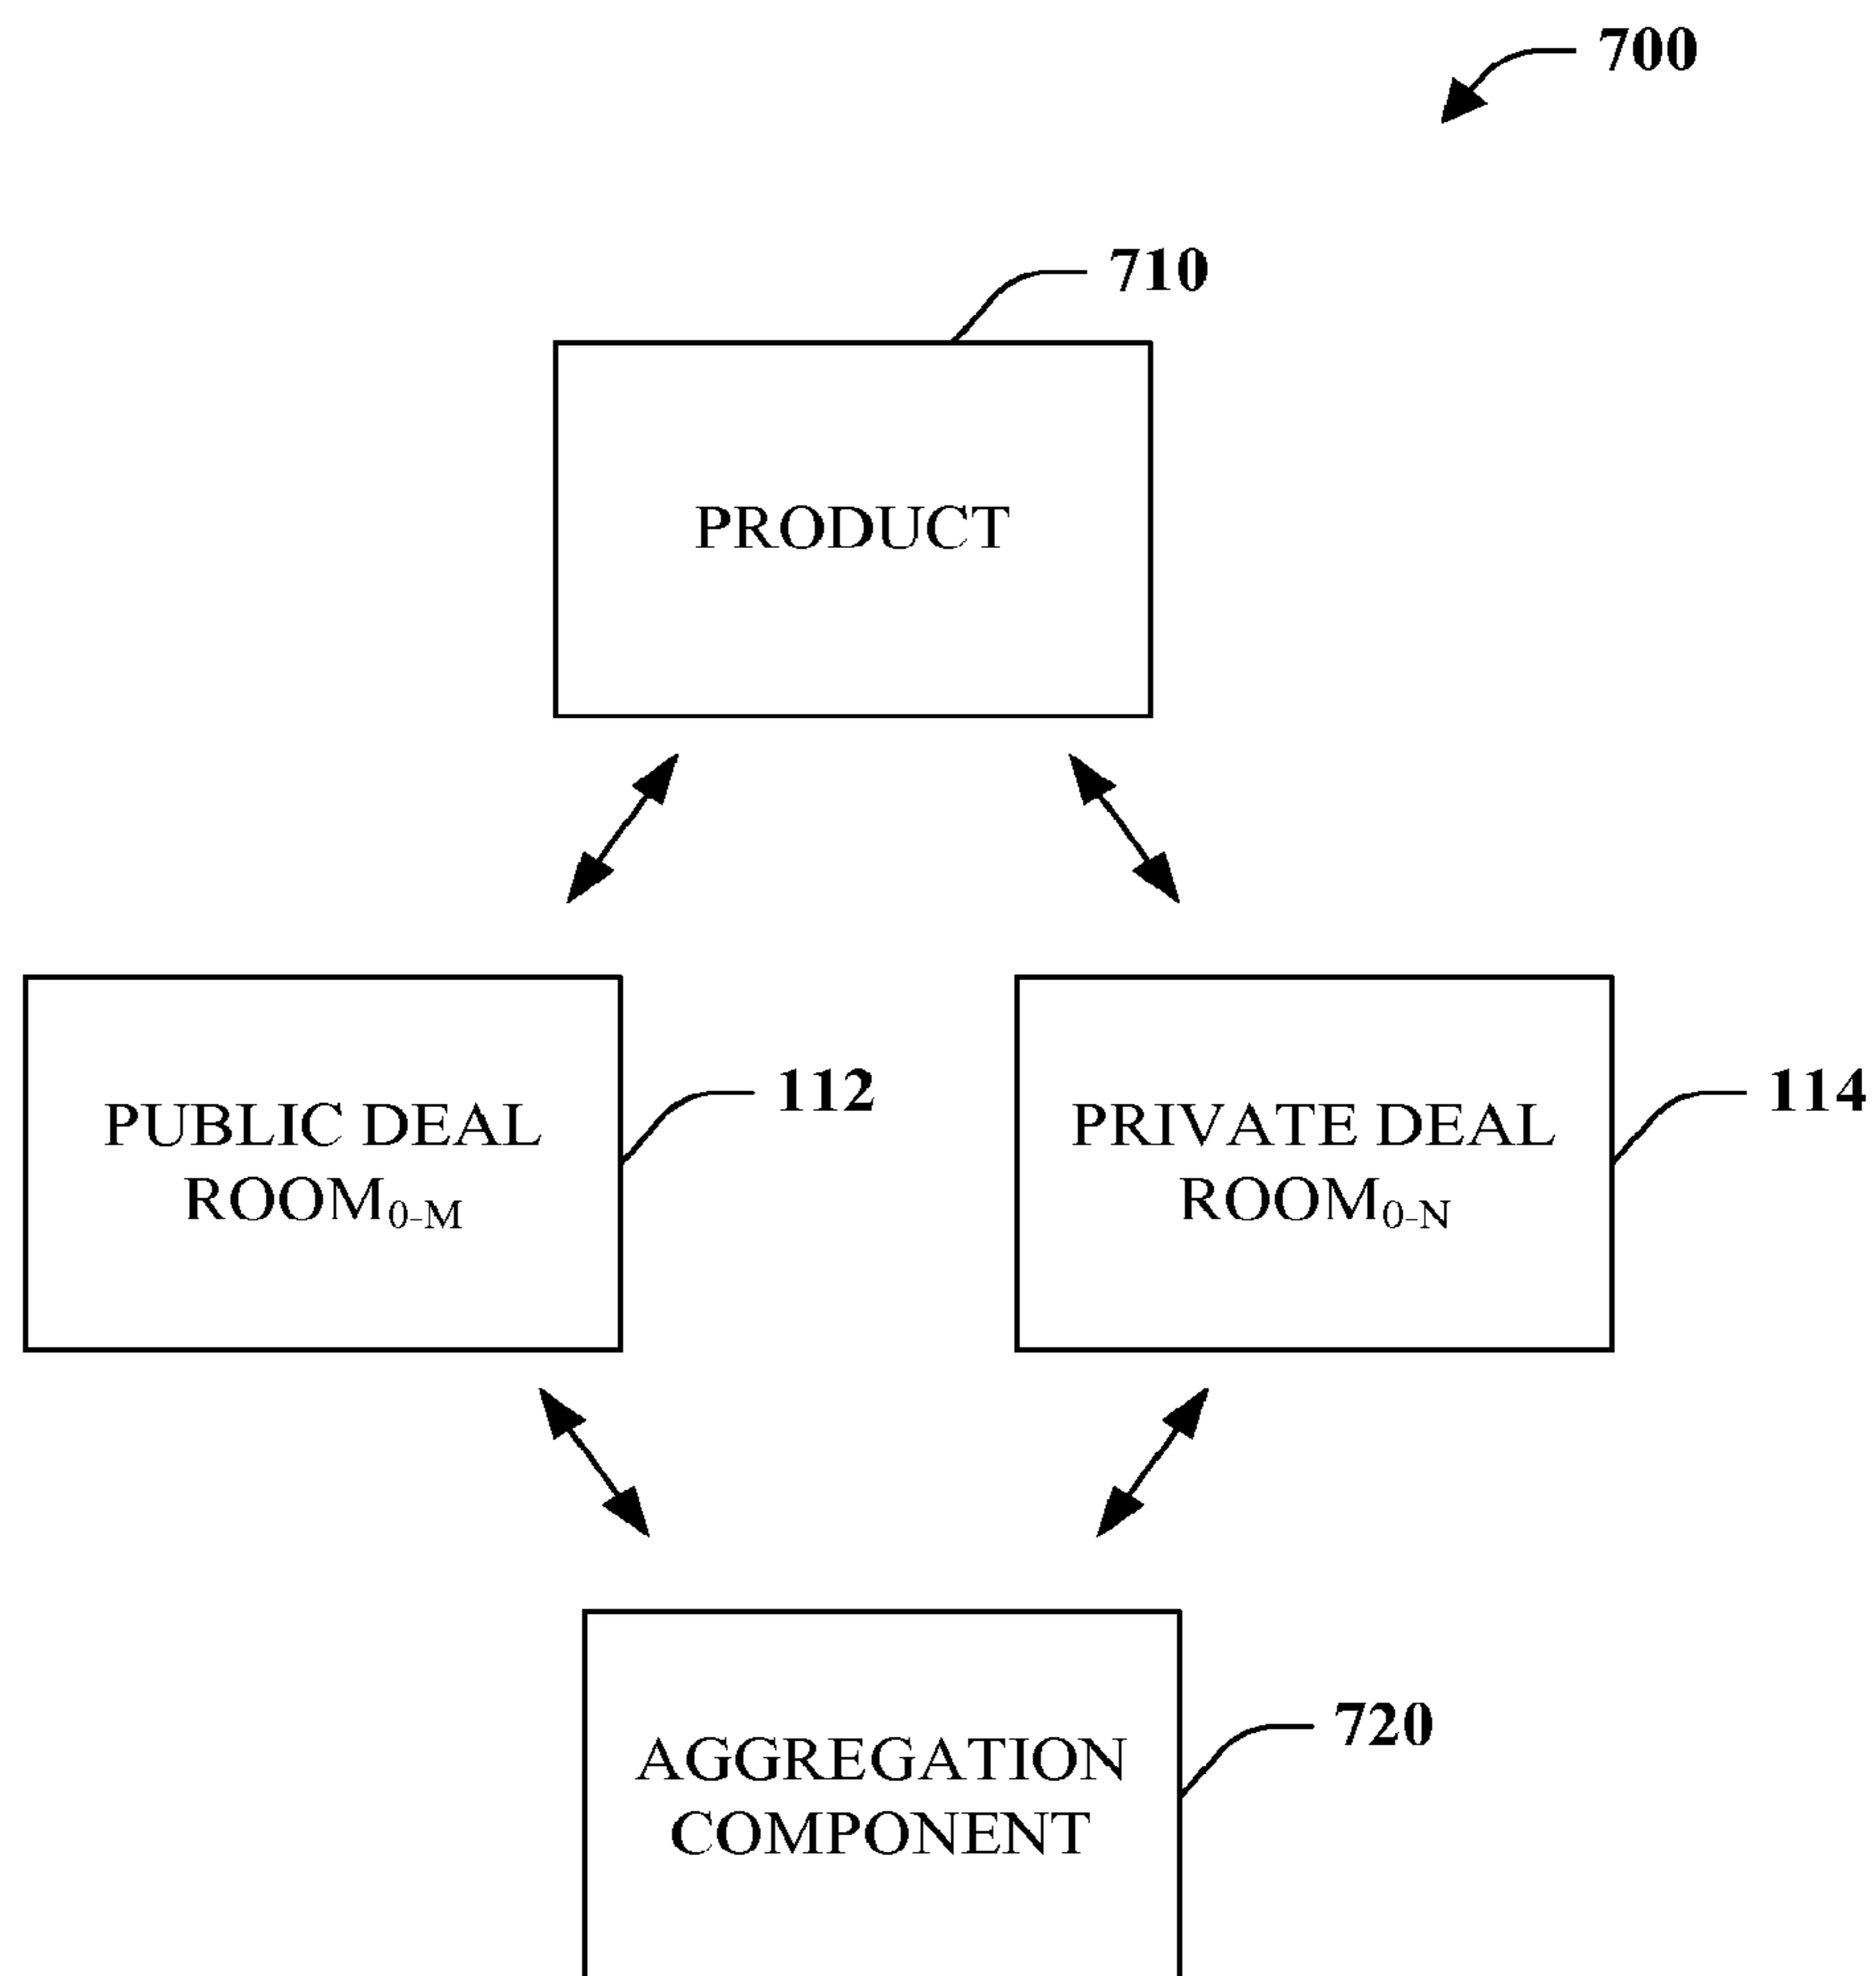 700
710
PRODUCT
112
114
PUBLIC DEAL
ROOM0-M
PRIVATE DEAL
ROOM0-N
720
AGGREGATION
COMPONENT